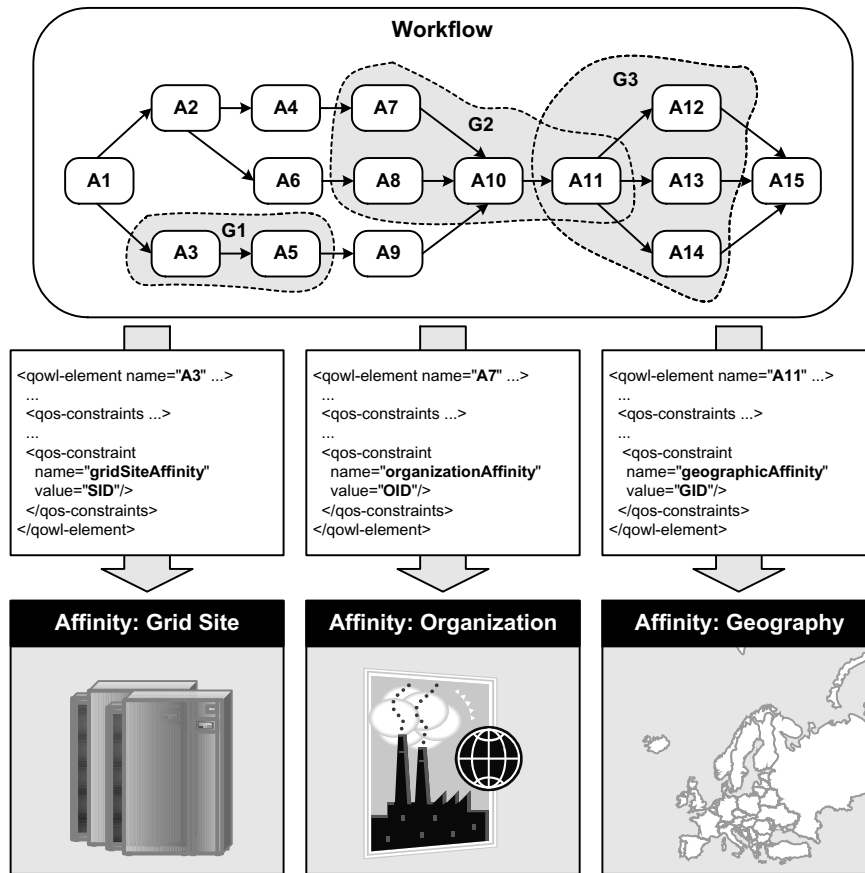 Workflow
A2
A4
A7
G2
G3
A12
A1
A6
A8
A10
A11
A13
A15
G1
A3
A5
A9
A14
<qowl-element name="A3" ...>
...
<qos-constraints ...>
...
<qos-constraint
name="gridSiteAffinity"
value="SID"/>
</qos-constraints>
</qowl-element>
<qowl-element name="A7" ...>
...
<qos-constraints ...>
...
<qos-constraint
name="organizationAffinity"
value="OID"/>
</qos-constraints>
</qowl-element>
<qowl-element name="A11" ...>
...
<qos-constraints ...>
...
<qos-constraint
name="geographicAffinity"
value="GID"/>
</qos-constraints>
</qowl-element>
Affinity: Grid Site
Affinity: Organization
Affinity: Geography